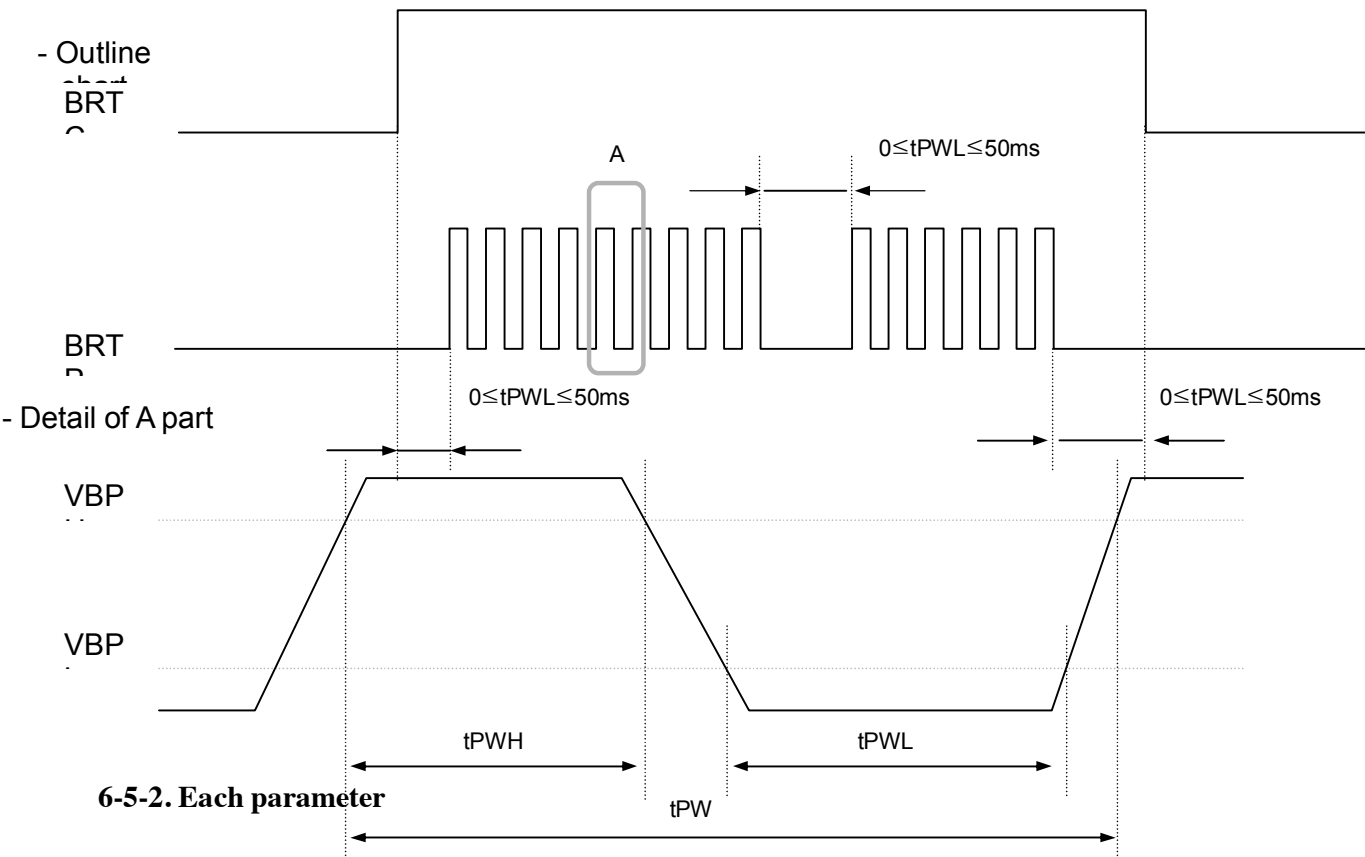 - Outline
chart
BRT
A
0≦tPWL≦50ms
BRT
0≦tPWL≦50ms
0≦tPWL≦50ms
- Detail of A part
VBP
VBP
tPWH
tPWL
6-5-2. Each parameter
tPW